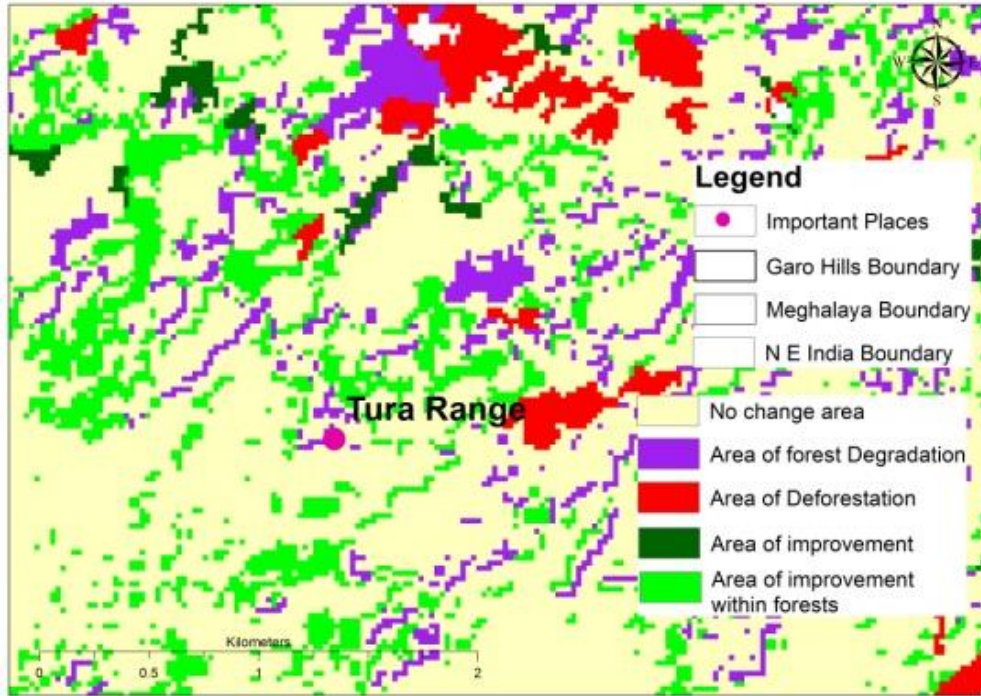 N
W E
S
Legend
Important Places
Garo Hills Boundary
Meghalaya Boundary
N E India Boundary
No change area
Area of forest Degradation
Area of Deforestation
Area of improvement
Area of improvement
within forests
Tura Range
Kilometers
0 0.5 1 2